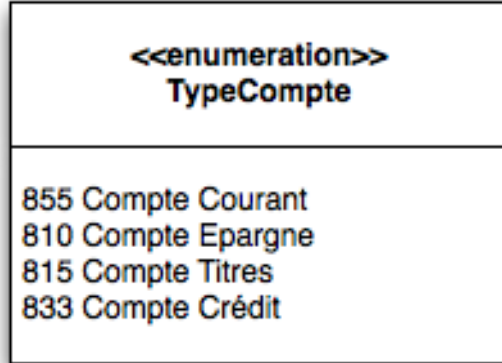 <<enumeration>>
TypeCompte
855 Compte Courant
810 Compte Epargne
815 Compte Titres
833 Compte Crédit